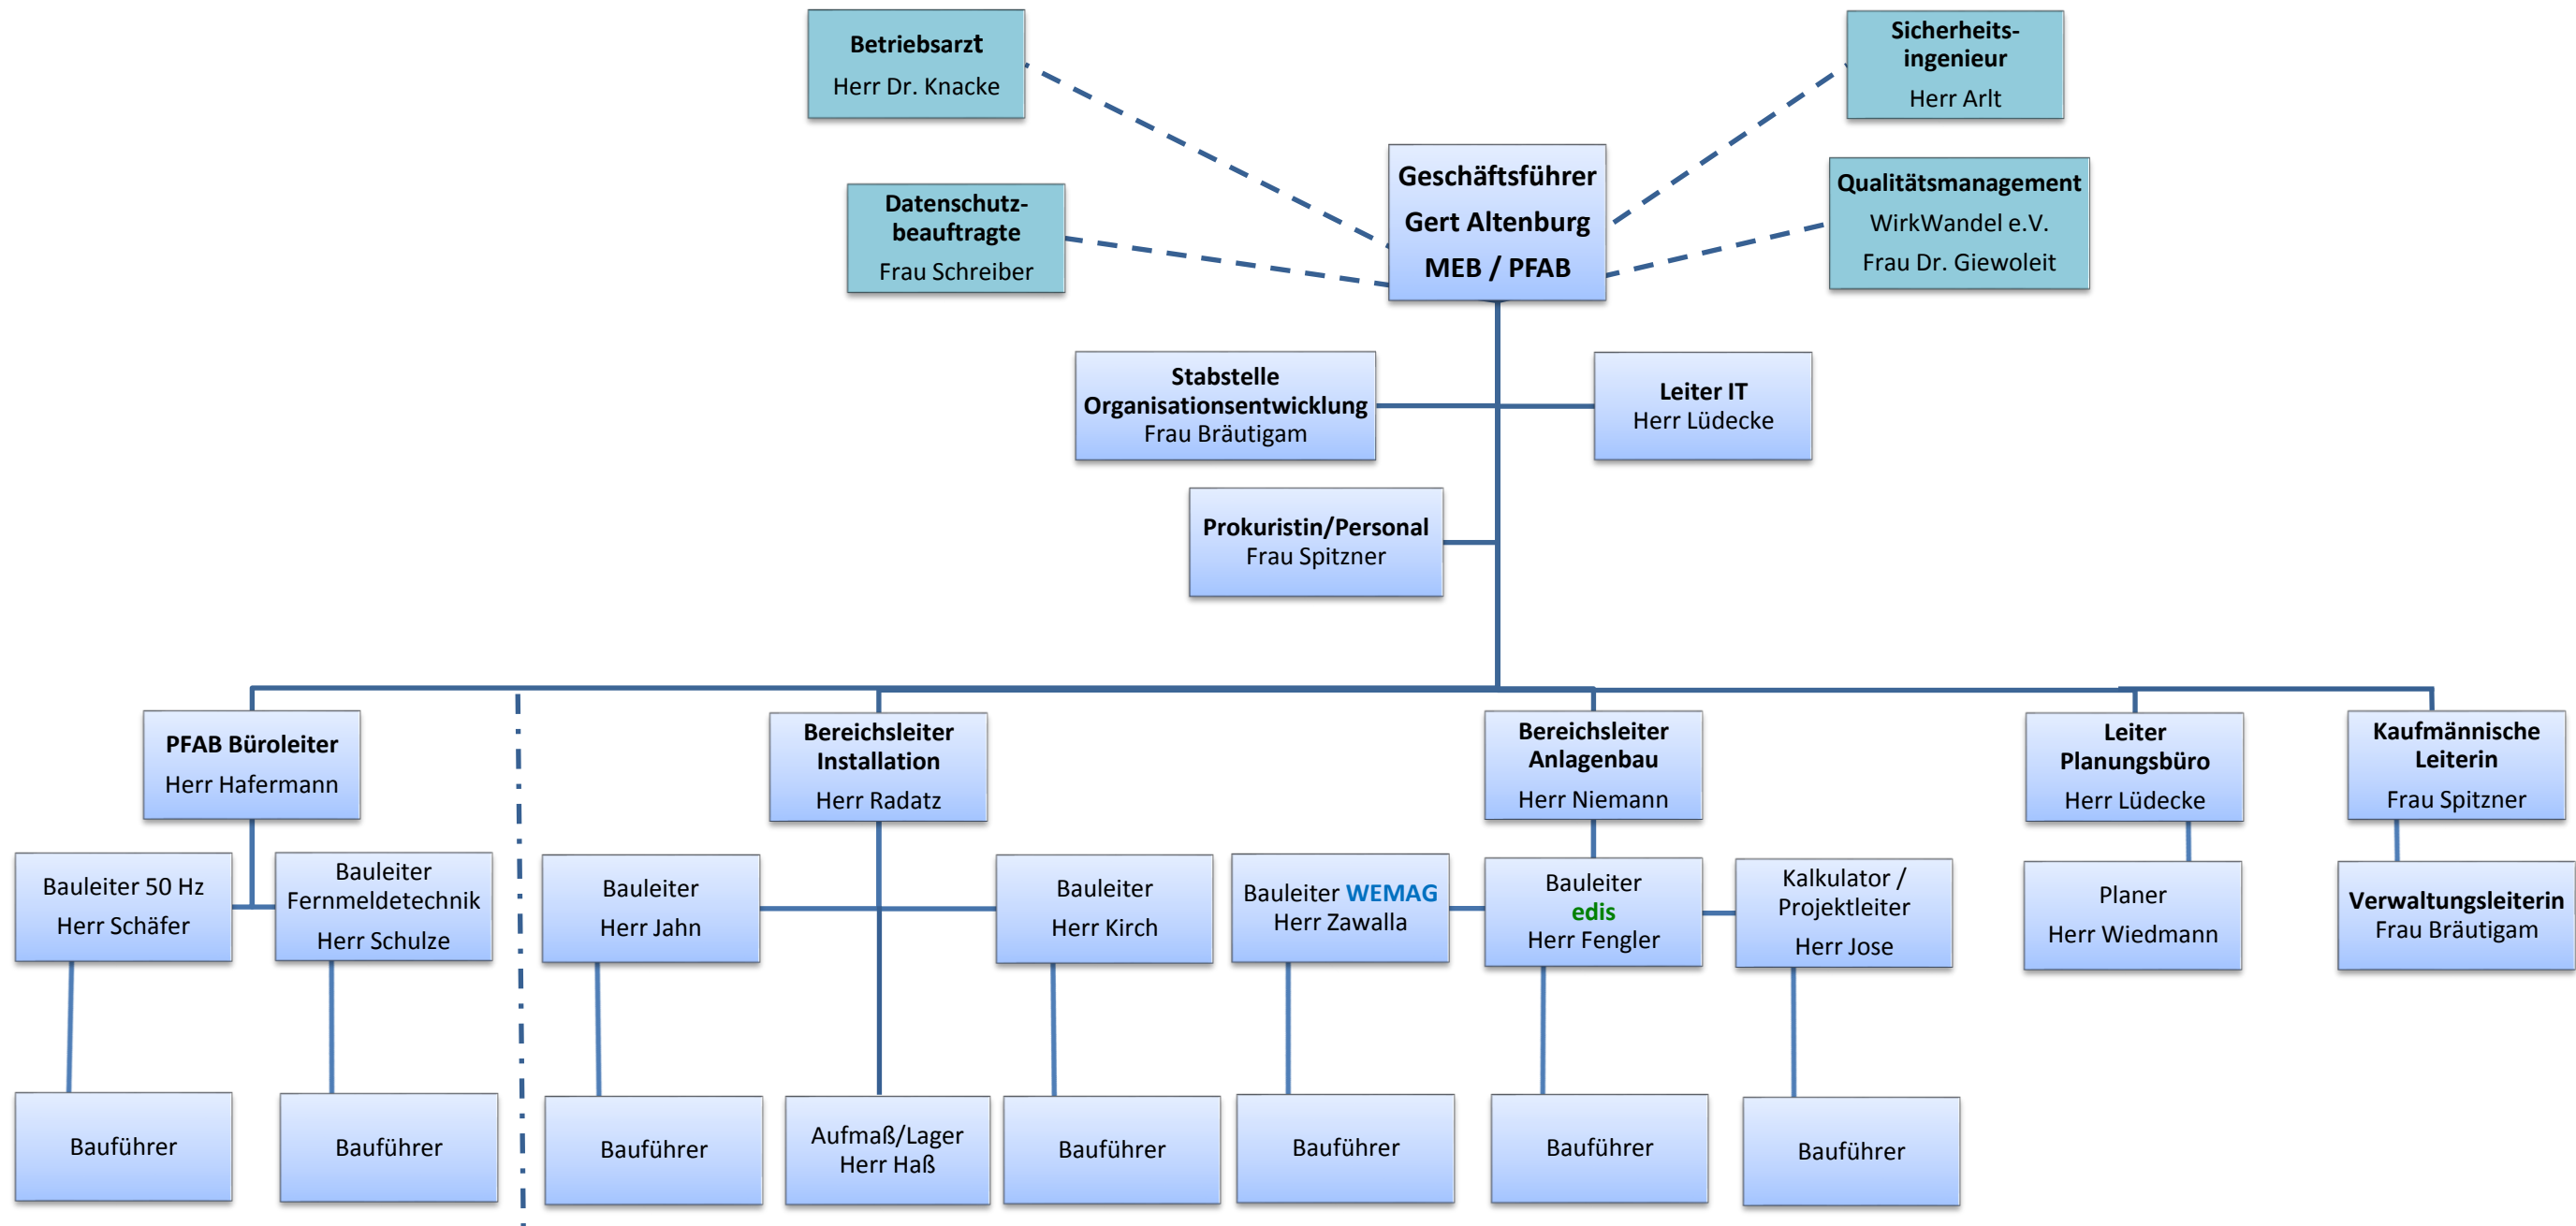 Betriebsarzt
Herr Dr. Knacke
Sicherheits-
ingenieur
Herr Arlt
Geschäftsführer
Gert Altenburg
MEB / PFAB
Datenschutz-
beauftragte
Frau Schreiber
Qualitätsmanagement
WirkWandel e.V.
Frau Dr. Giewoleit
Stabstelle
Organisationsentwicklung
Frau Bräutigam
Leiter IT
Herr Lüdecke
Prokuristin/Personal
Frau Spitzner
PFAB Büroleiter
Herr Hafermann
Bereichsleiter
Installation
Herr Radatz
Bereichsleiter
Anlagenbau
Herr Niemann
Leiter
Planungsbüro
Herr Lüdecke
Kaufmännische
Leiterin
Frau Spitzner
Bauleiter 50 Hz
Herr Schäfer
Bauleiter
Fernmeldetechnik
Herr Schulze
Bauleiter
Herr Jahn
Bauleiter
Herr Kirch
Bauleiter WEMAG
Herr Zawalla
Bauleiter
edis
Herr Fengler
Kalkulator /
Projektleiter
Herr Jose
Planer
Herr Wiedmann
Verwaltungsleiterin
Frau Bräutigam
Bauführer
Bauführer
Bauführer
Aufmaß/Lager
Herr Haß
Bauführer
Bauführer
Bauführer
Bauführer